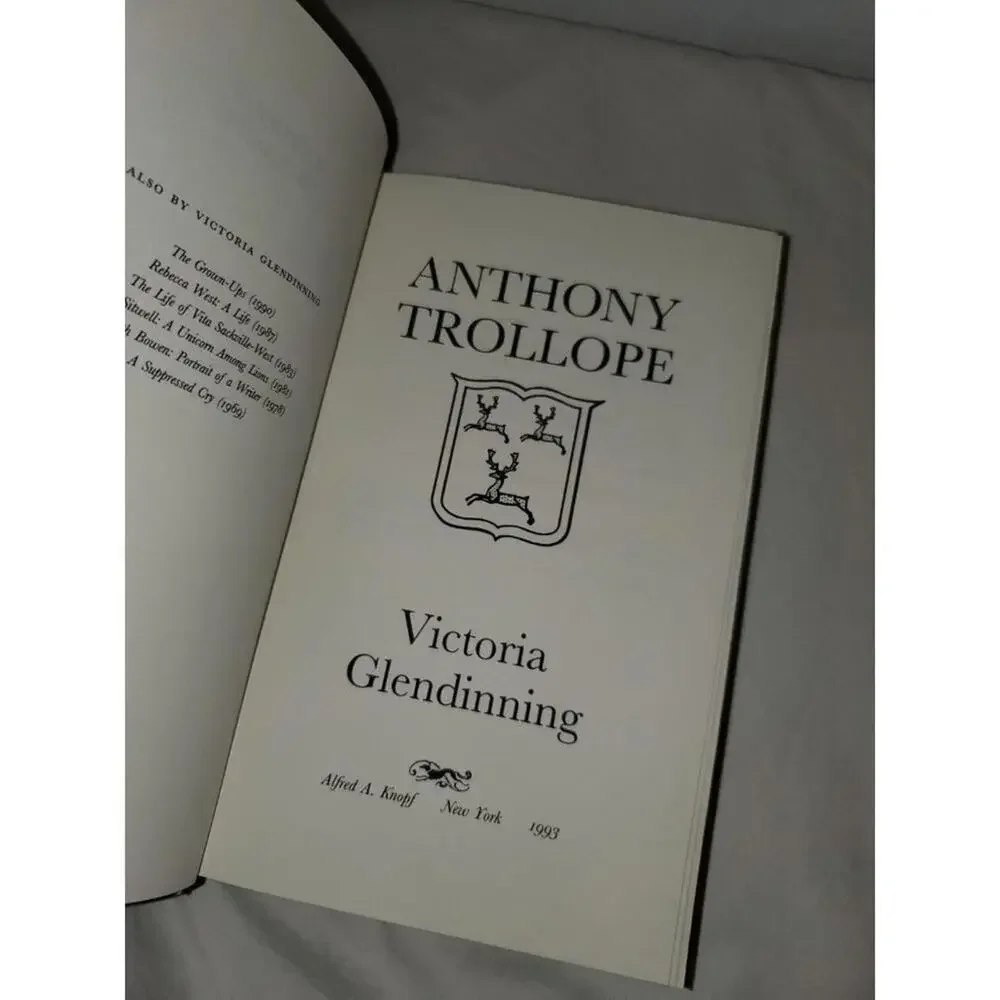 ALSO BY VICTORIA GLENDINNING
The Grown-Ups (1990)
Rebecca West: A Life (1987)
The Life of Vita Sackville-West (1983)
Sitwell: A Unicorn Among Lions (1981)
Bowen: Portrait of a Writer (1978)
A Suppressed Cry (1969)
ANTHONY
TROLLOPE
Victoria
Glendinning
Alfred A. Knopf New York 1993